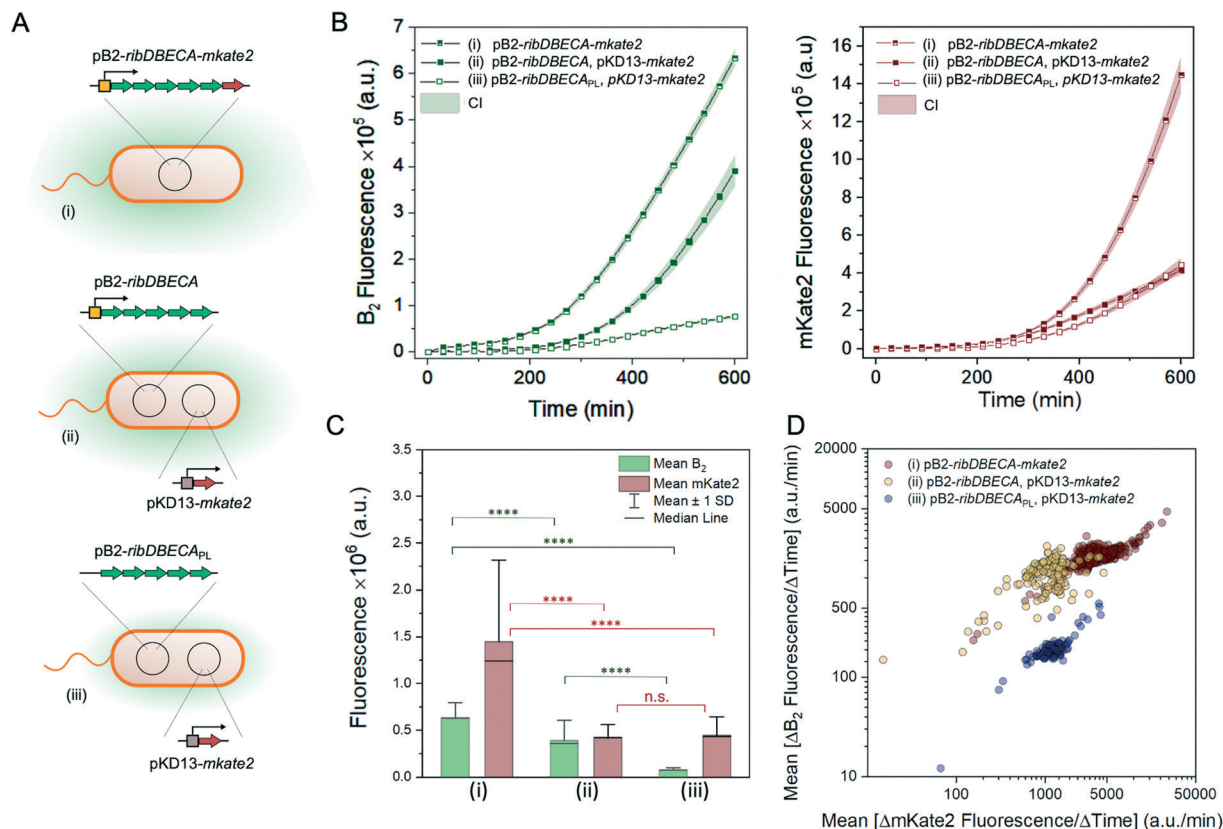 A
pB2-ribDBECA-mkate2
(i)
pB2-ribDBECA
(ii)
pKD13-mkate2
pB2-ribDBECAPL
(iii)
pKD13-mkate2
B
B2 Fluorescence ×10^5 (a.u.)
7
6
5
4
3
2
1
0
(i) pB2-ribDBECA-mkate2
(ii) pB2-ribDBECA, pKD13-mkate2
(iii) pB2-ribDBECAPL, pKD13-mkate2
CI
0 200 400 600
Time (min)
mKate2 Fluorescence ×10^5 (a.u)
16
14
12
10
8
6
4
2
0
(i) pB2-ribDBECA-mkate2
(ii) pB2-ribDBECA, pKD13-mkate2
(iii) pB2-ribDBECAPL, pKD13-mkate2
CI
0 200 400 600
Time (min)
C
Fluorescence ×10^6 (a.u.)
3.5
3.0
2.5
2.0
1.5
1.0
0.5
0.0
Mean B2
Mean mKate2
Mean ± 1 SD
Median Line
****
****
****
****
****
n.s.
(i) (ii) (iii)
D
Mean [ΔB2 Fluorescence/ΔTime] (a.u./min)
20000
5000
500
100
10
(i) pB2-ribDBECA-mkate2
(ii) pB2-ribDBECA, pKD13-mkate2
(iii) pB2-ribDBECAPL, pKD13-mkate2
100 1000 5000 50000
Mean [ΔmKate2 Fluorescence/ΔTime] (a.u./min)